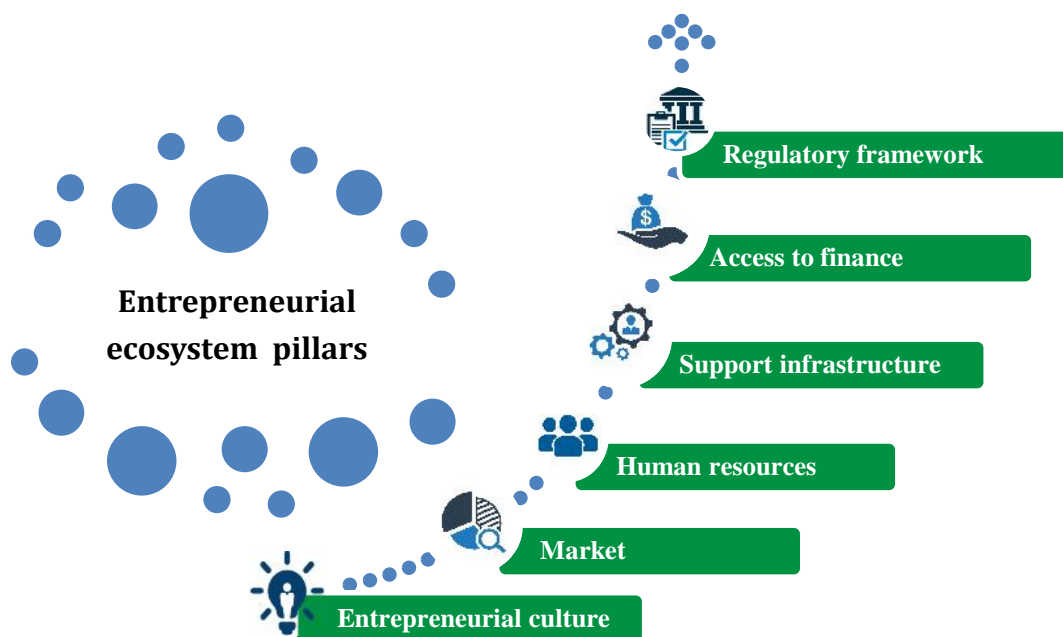 Entrepreneurial
ecosystem pillars
Regulatory framework
$
Access to finance
Support infrastructure
Human resources
Market
Entrepreneurial culture